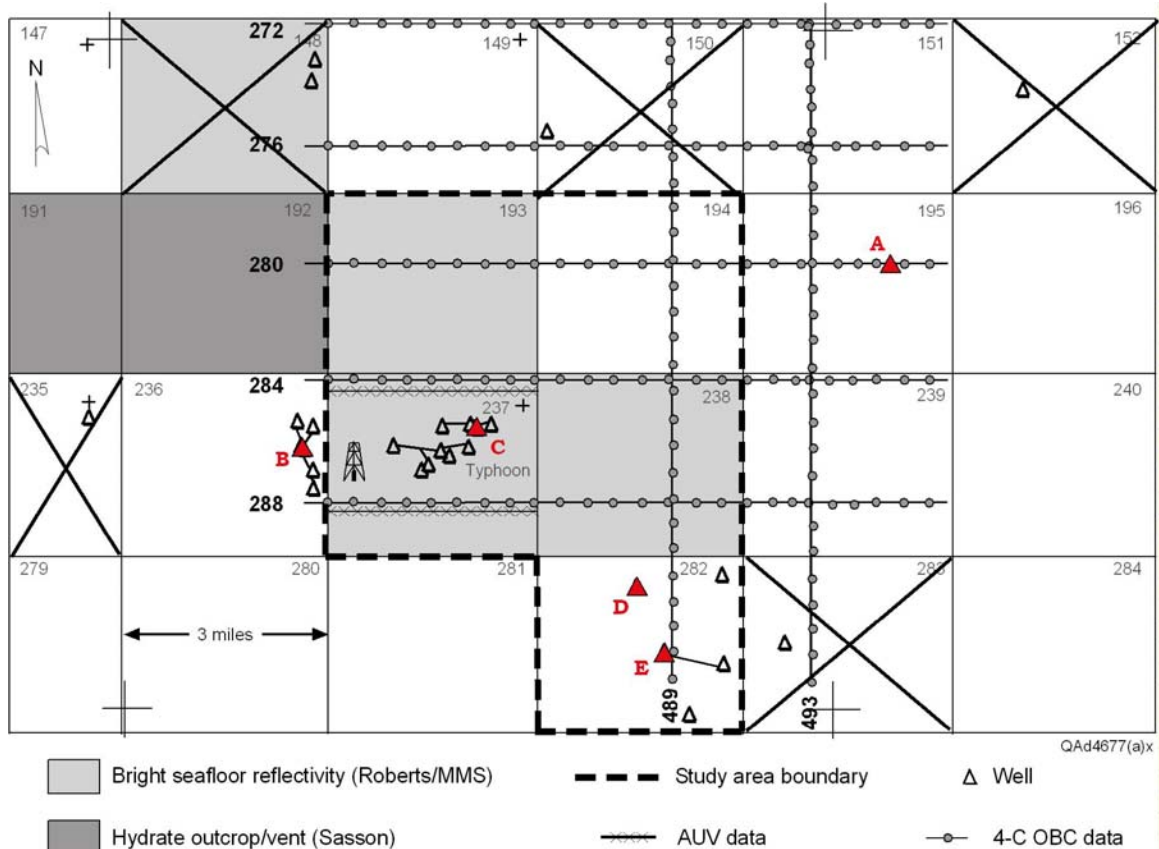 147
272
148
149
150
151
152
N
276
191
192
193
194
195
196
A
280
235
236
284
237
238
239
240
B
C
Typhoon
288
279
280
281
282
283
284
D
3 miles
E
489
493
QAd4677(a)x
Bright seafloor reflectivity (Roberts/MMS)
Study area boundary
Well
Hydrate outcrop/vent (Sasson)
AUV data
4-C OBC data